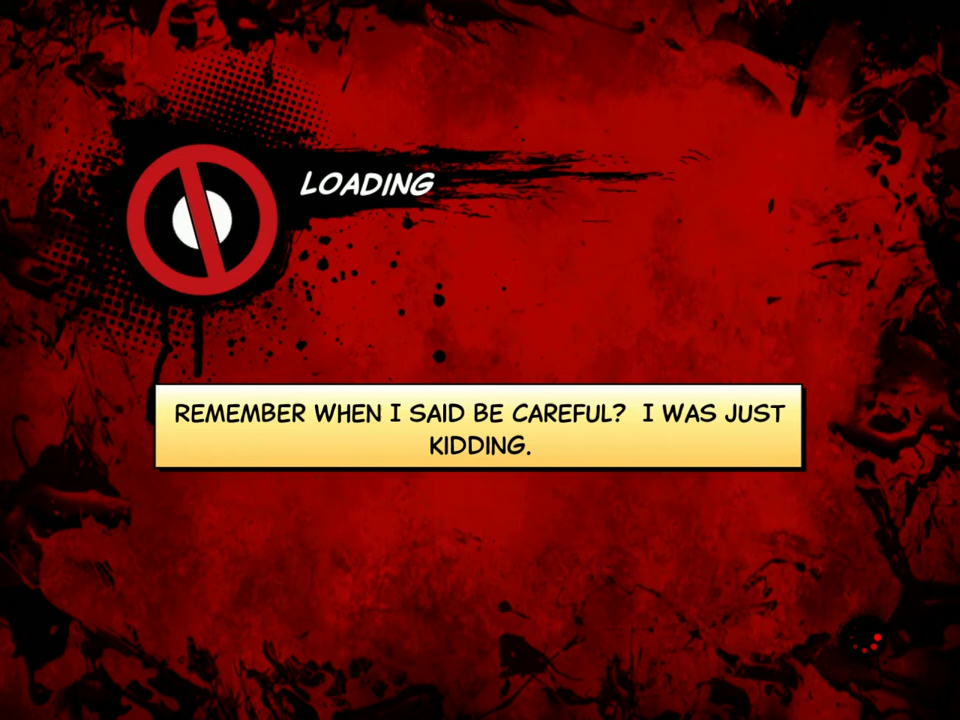 LOADING
REMEMBER WHEN I SAID BE CAREFUL?  I WAS JUST
KIDDING.